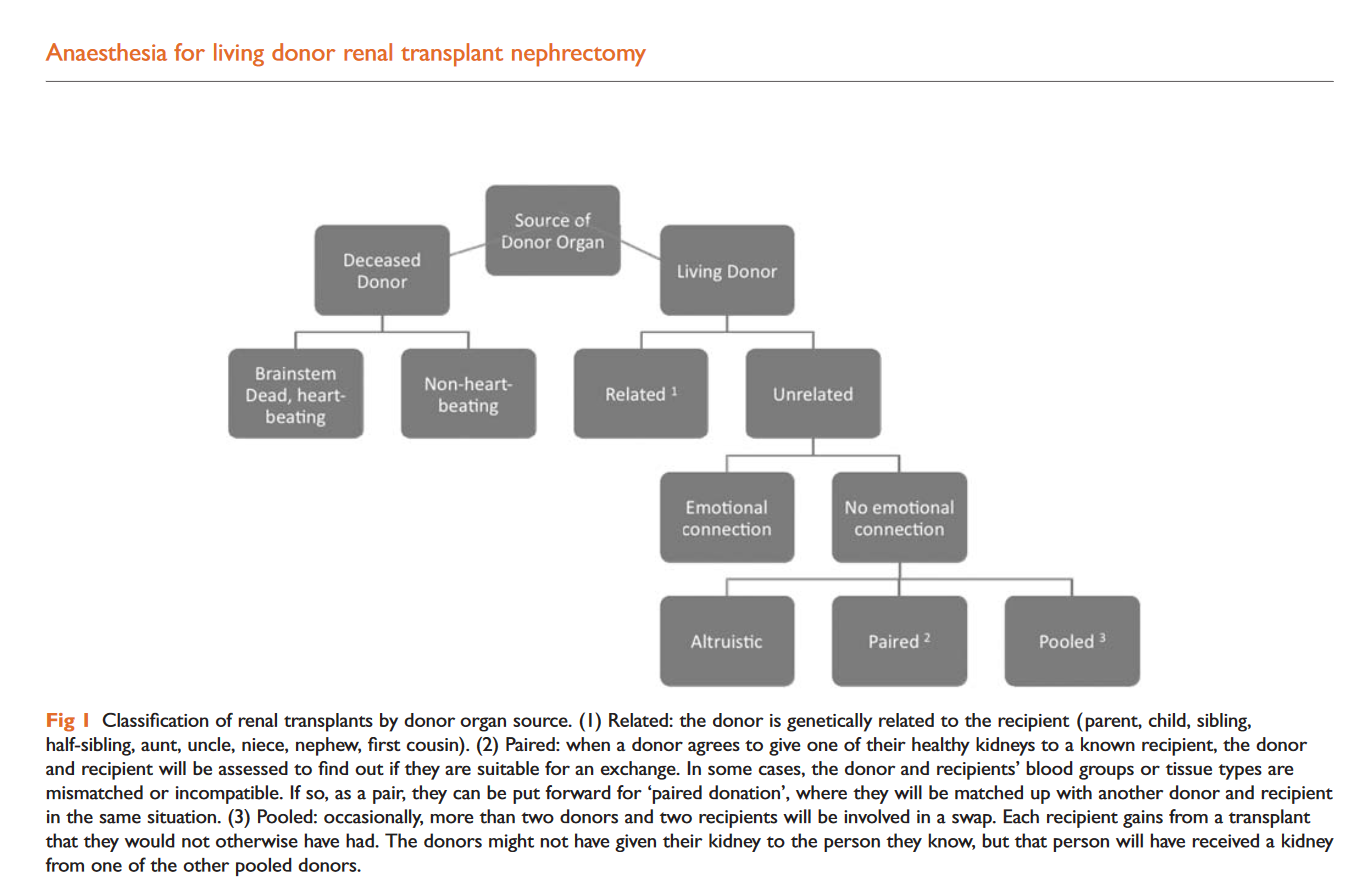 Anaesthesia for living donor renal transplant nephrectomy
Source of
Donor Organ
Deceased
Donor
Living Donor
Brainstem
Dead, heart-
beating
Non-heart-
beating
Related 1
Unrelated
Emotional
connection
No emotional
connection
Altruistic
Paired 2
Pooled 3
Fig 1 Classification of renal transplants by donor organ source. (1) Related: the donor is genetically related to the recipient (parent, child, sibling,
half-sibling, aunt, uncle, niece, nephew, first cousin). (2) Paired: when a donor agrees to give one of their healthy kidneys to a known recipient, the donor
and recipient will be assessed to find out if they are suitable for an exchange. In some cases, the donor and recipients’ blood groups or tissue types are
mismatched or incompatible. If so, as a pair, they can be put forward for ‘paired donation’, where they will be matched up with another donor and recipient
in the same situation. (3) Pooled: occasionally, more than two donors and two recipients will be involved in a swap. Each recipient gains from a transplant
that they would not otherwise have had. The donors might not have given their kidney to the person they know, but that person will have received a kidney
from one of the other pooled donors.